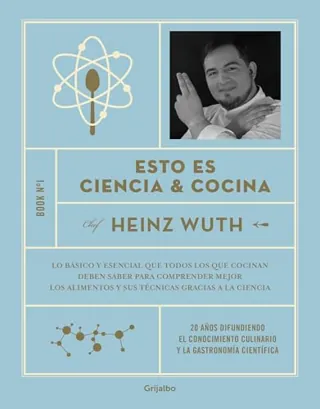 BOOK Nº1
ESTO ES
CIENCIA & COCINA
Chef HEINZ WUTH
LO BÁSICO Y ESENCIAL QUE TODOS LOS QUE COCINAN
DEBEN SABER PARA COMPRENDER MEJOR
LOS ALIMENTOS Y SUS TÉCNICAS GRACIAS A LA CIENCIA
20 AÑOS DIFUNDIENDO
EL CONOCIMIENTO CULINARIO
Y LA GASTRONOMÍA CIENTÍFICA
Grijalbo